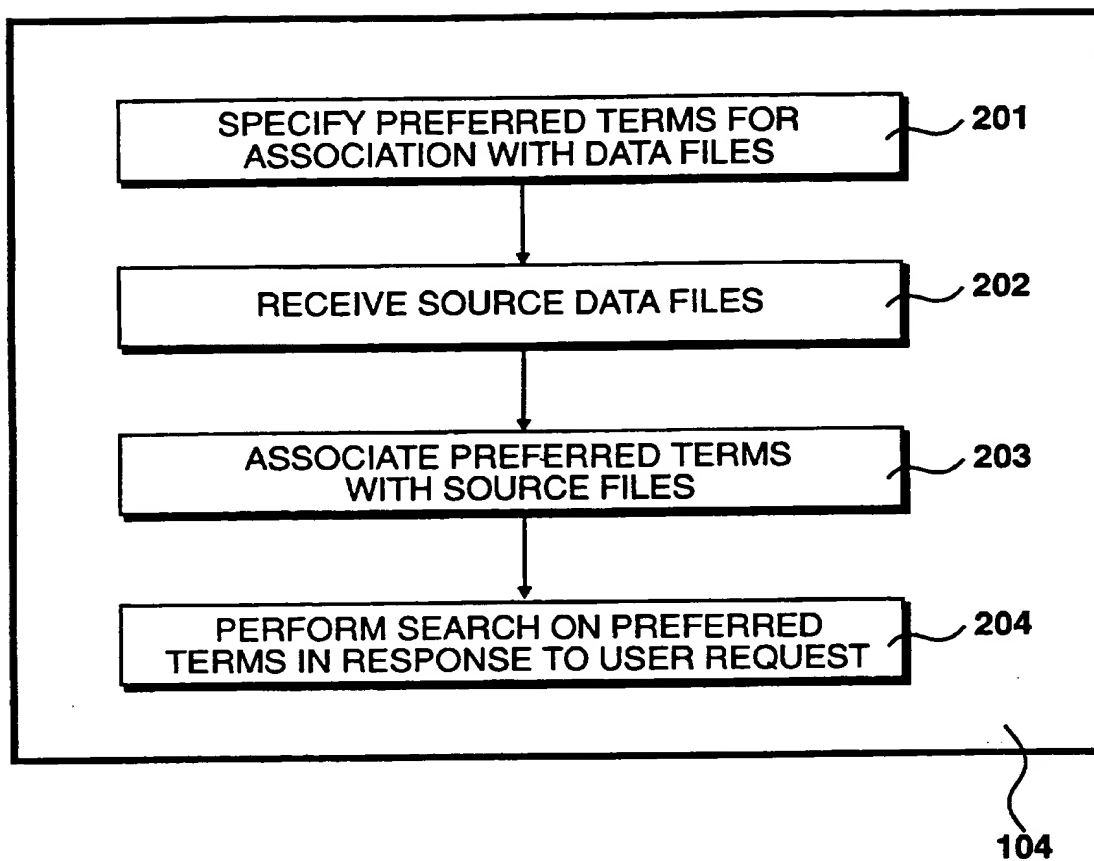 SPECIFY PREFERRED TERMS FOR
ASSOCIATION WITH DATA FILES
201
RECEIVE SOURCE DATA FILES
202
ASSOCIATE PREFERRED TERMS
WITH SOURCE FILES
203
PERFORM SEARCH ON PREFERRED
TERMS IN RESPONSE TO USER REQUEST
204
104